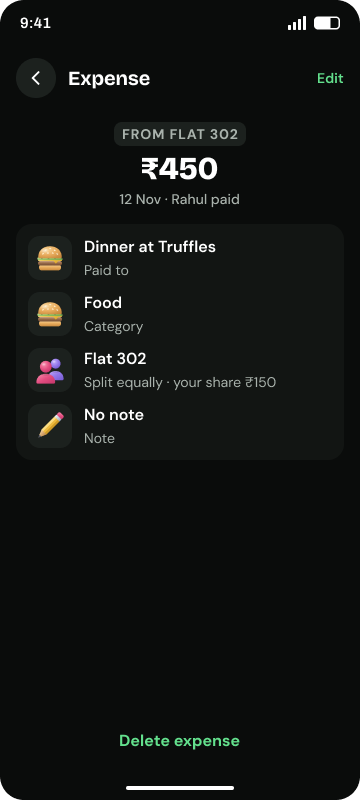 9:41
Expense
Edit
FROM FLAT 302
₹450
12 Nov · Rahul paid
Dinner at Truffles
Paid to
Food
Category
Flat 302
Split equally · your share ₹150
No note
Note
Delete expense